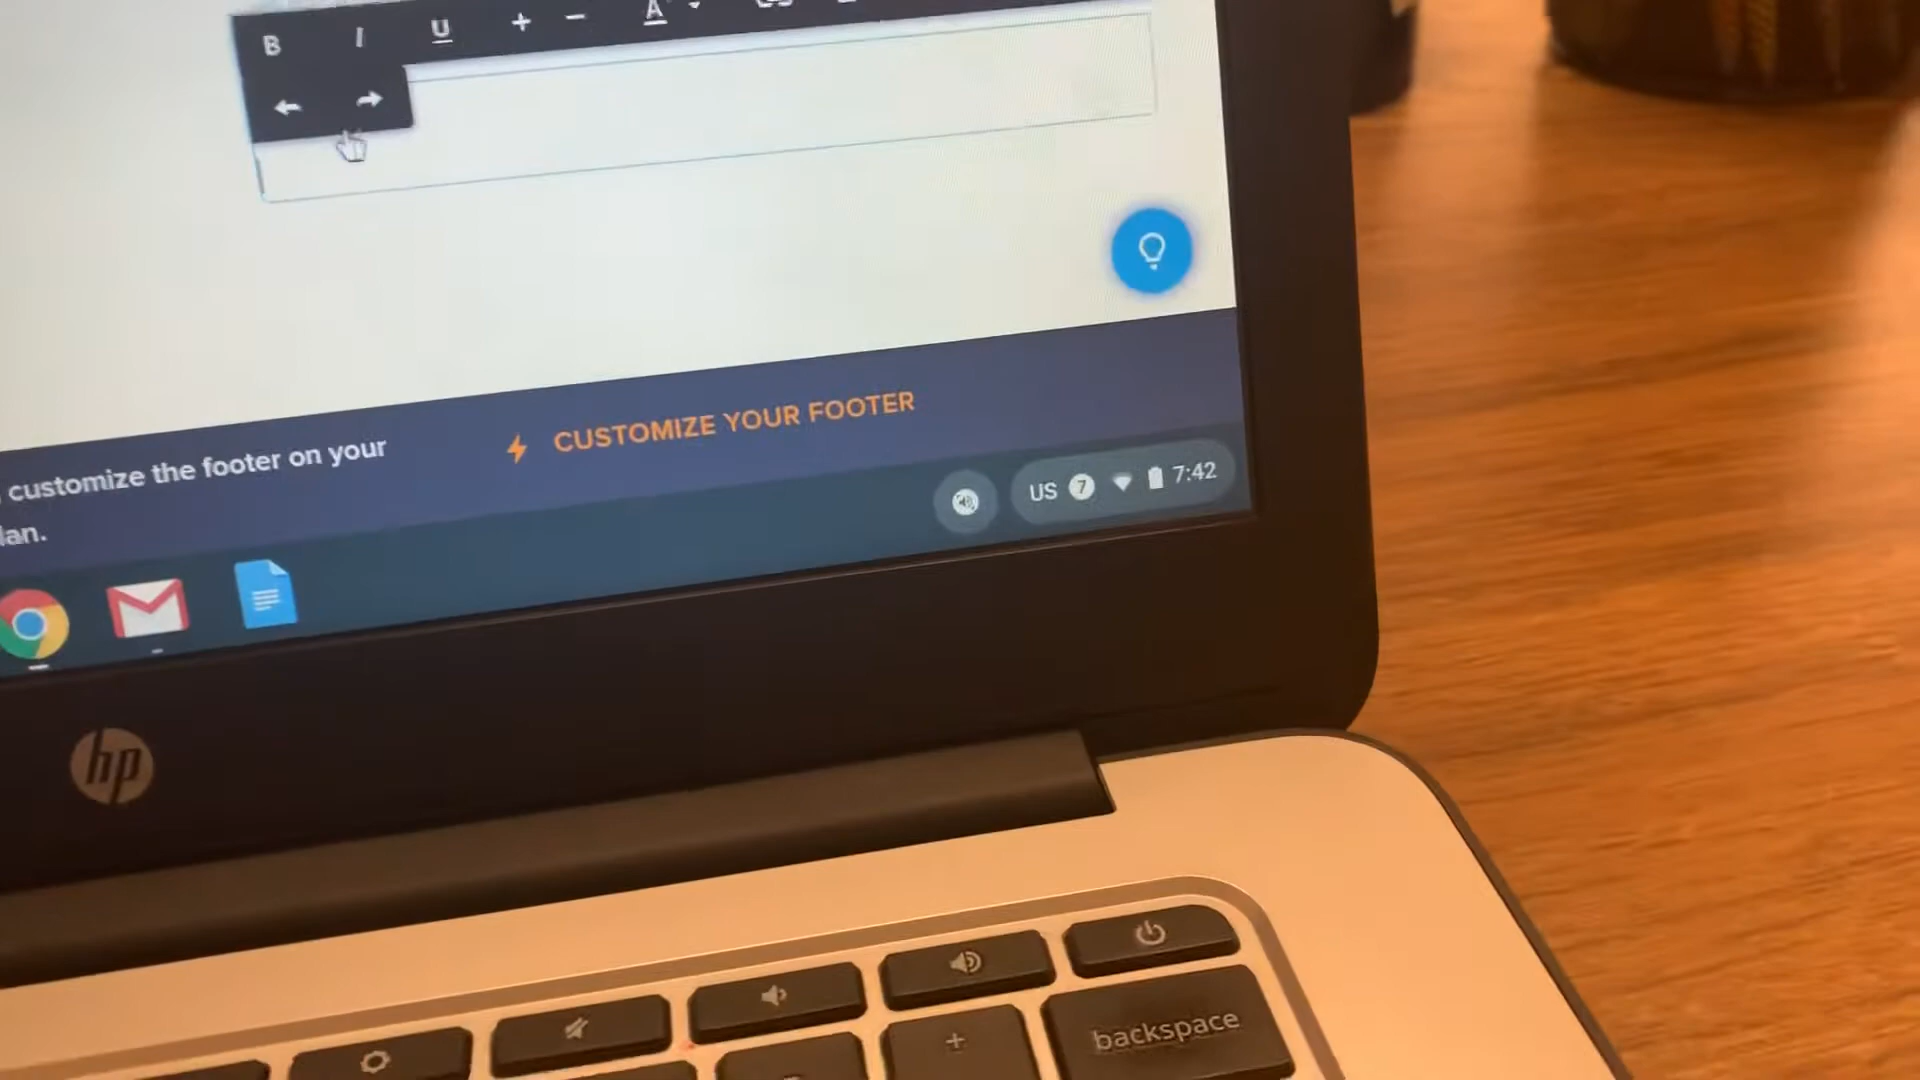 B I U + - A
customize the footer on your
lan.
CUSTOMIZE YOUR FOOTER
US 7 7:42
hp
+
backspace